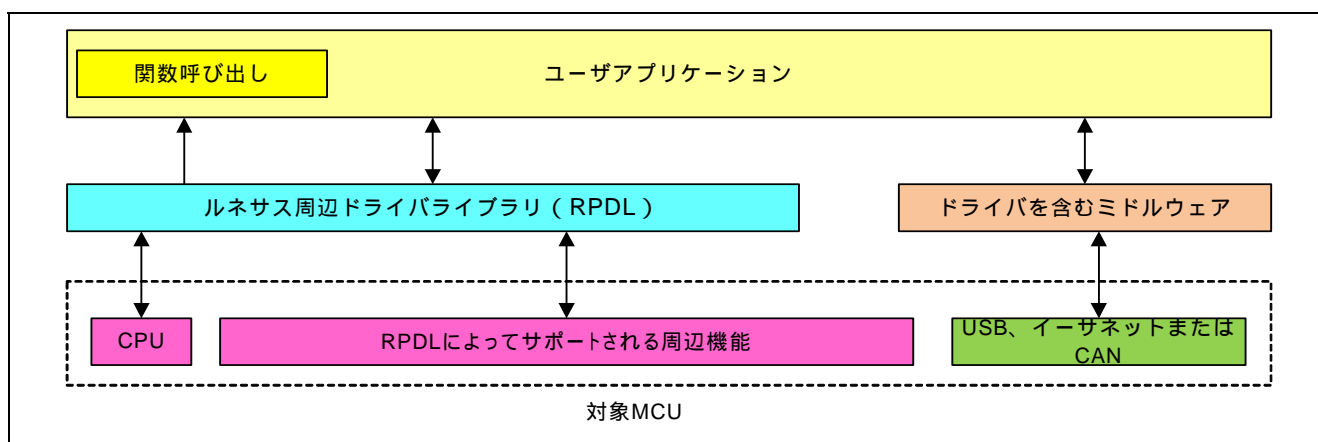 関数呼び出し
ユーザアプリケーション
ルネサス周辺ドライバライブラリ（RPDL）
ドライバを含むミドルウェア
CPU
RPDLによってサポートされる周辺機能
USB、イーサネットまたは
CAN
対象MCU